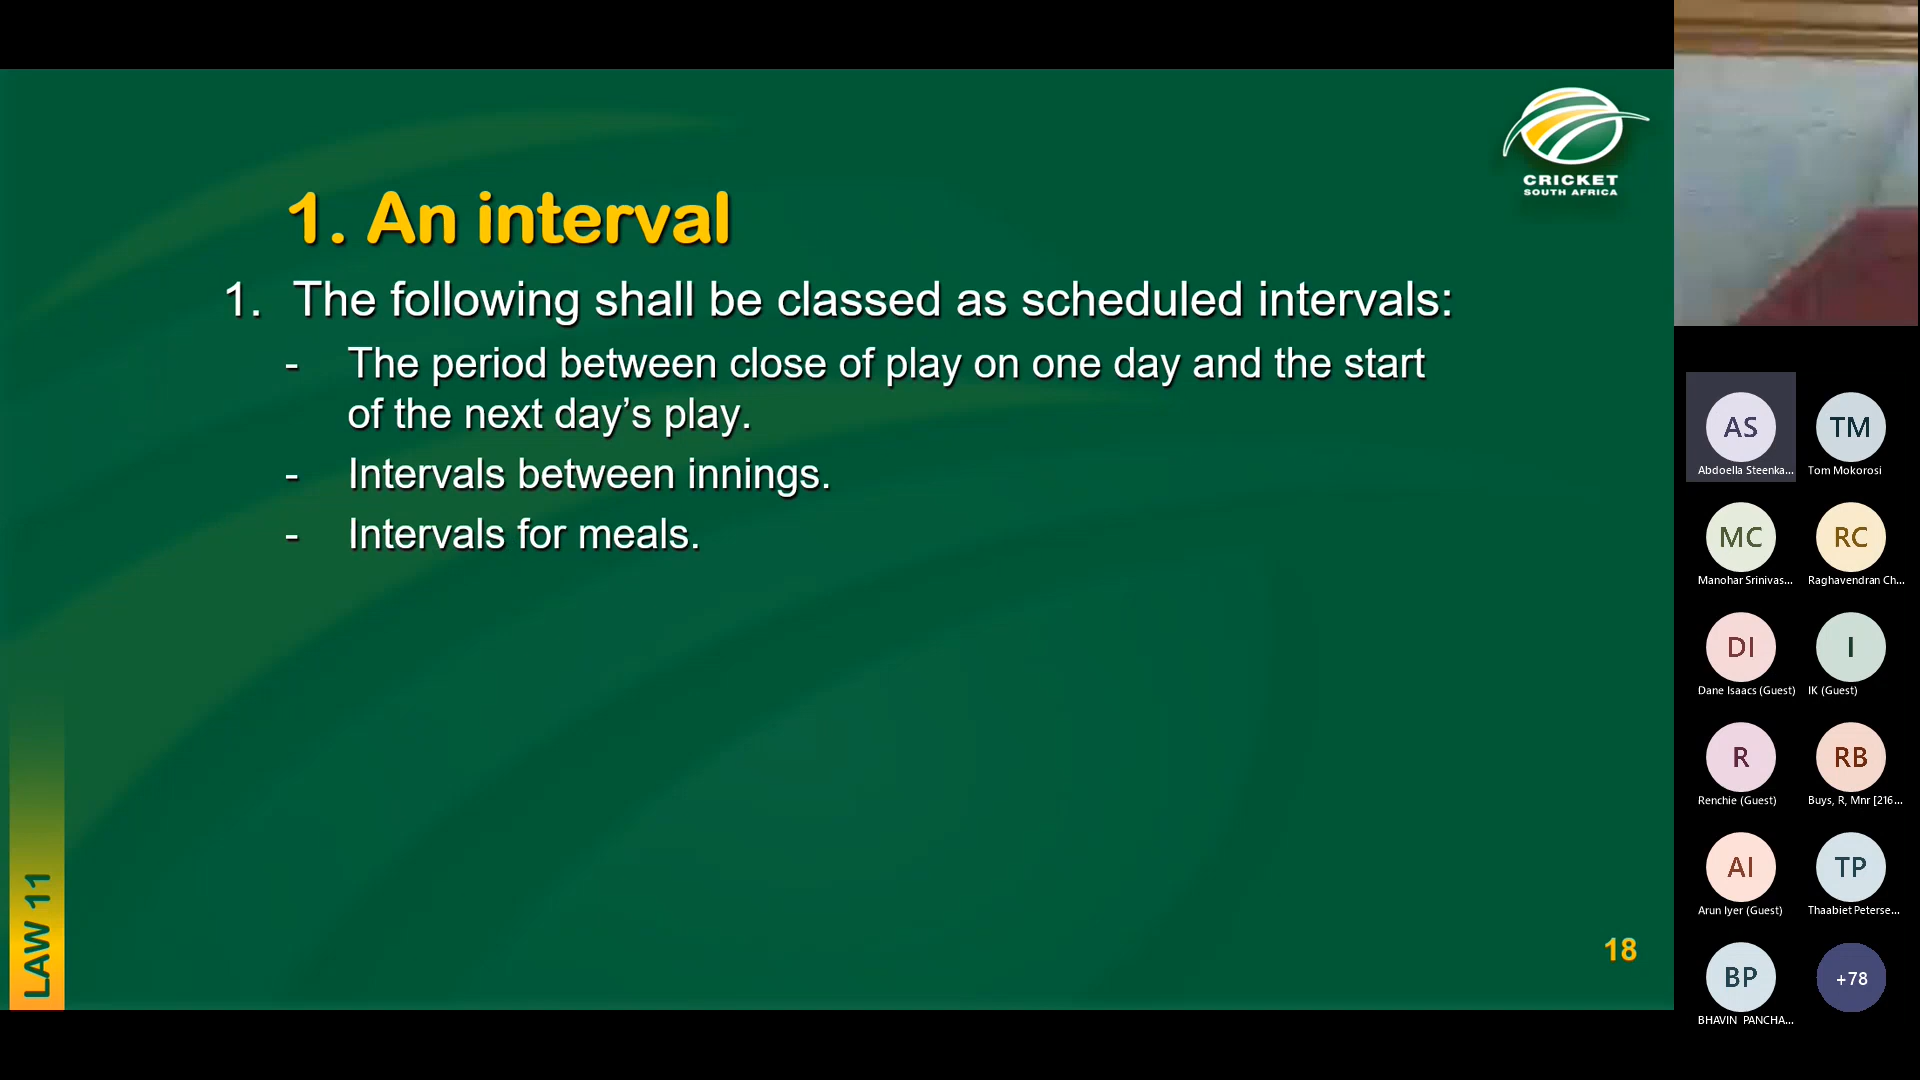 CRICKET
SOUTH AFRICA
1. An interval
1. The following shall be classed as scheduled intervals:
- The period between close of play on one day and the start
of the next day’s play.
- Intervals between innings.
- Intervals for meals.
LAW 11
18
AS
Abdoella Steenka...
TM
Tom Mokorosi
MC
Manohar Srinivas...
RC
Raghavendran Ch...
DI
Dane Isaacs (Guest)
I
IK (Guest)
R
Renchie (Guest)
RB
Buys, R, Mnr [216...
AI
Arun Iyer (Guest)
TP
Thaabiet Peterse...
BP
BHAVIN PANCHA...
+78